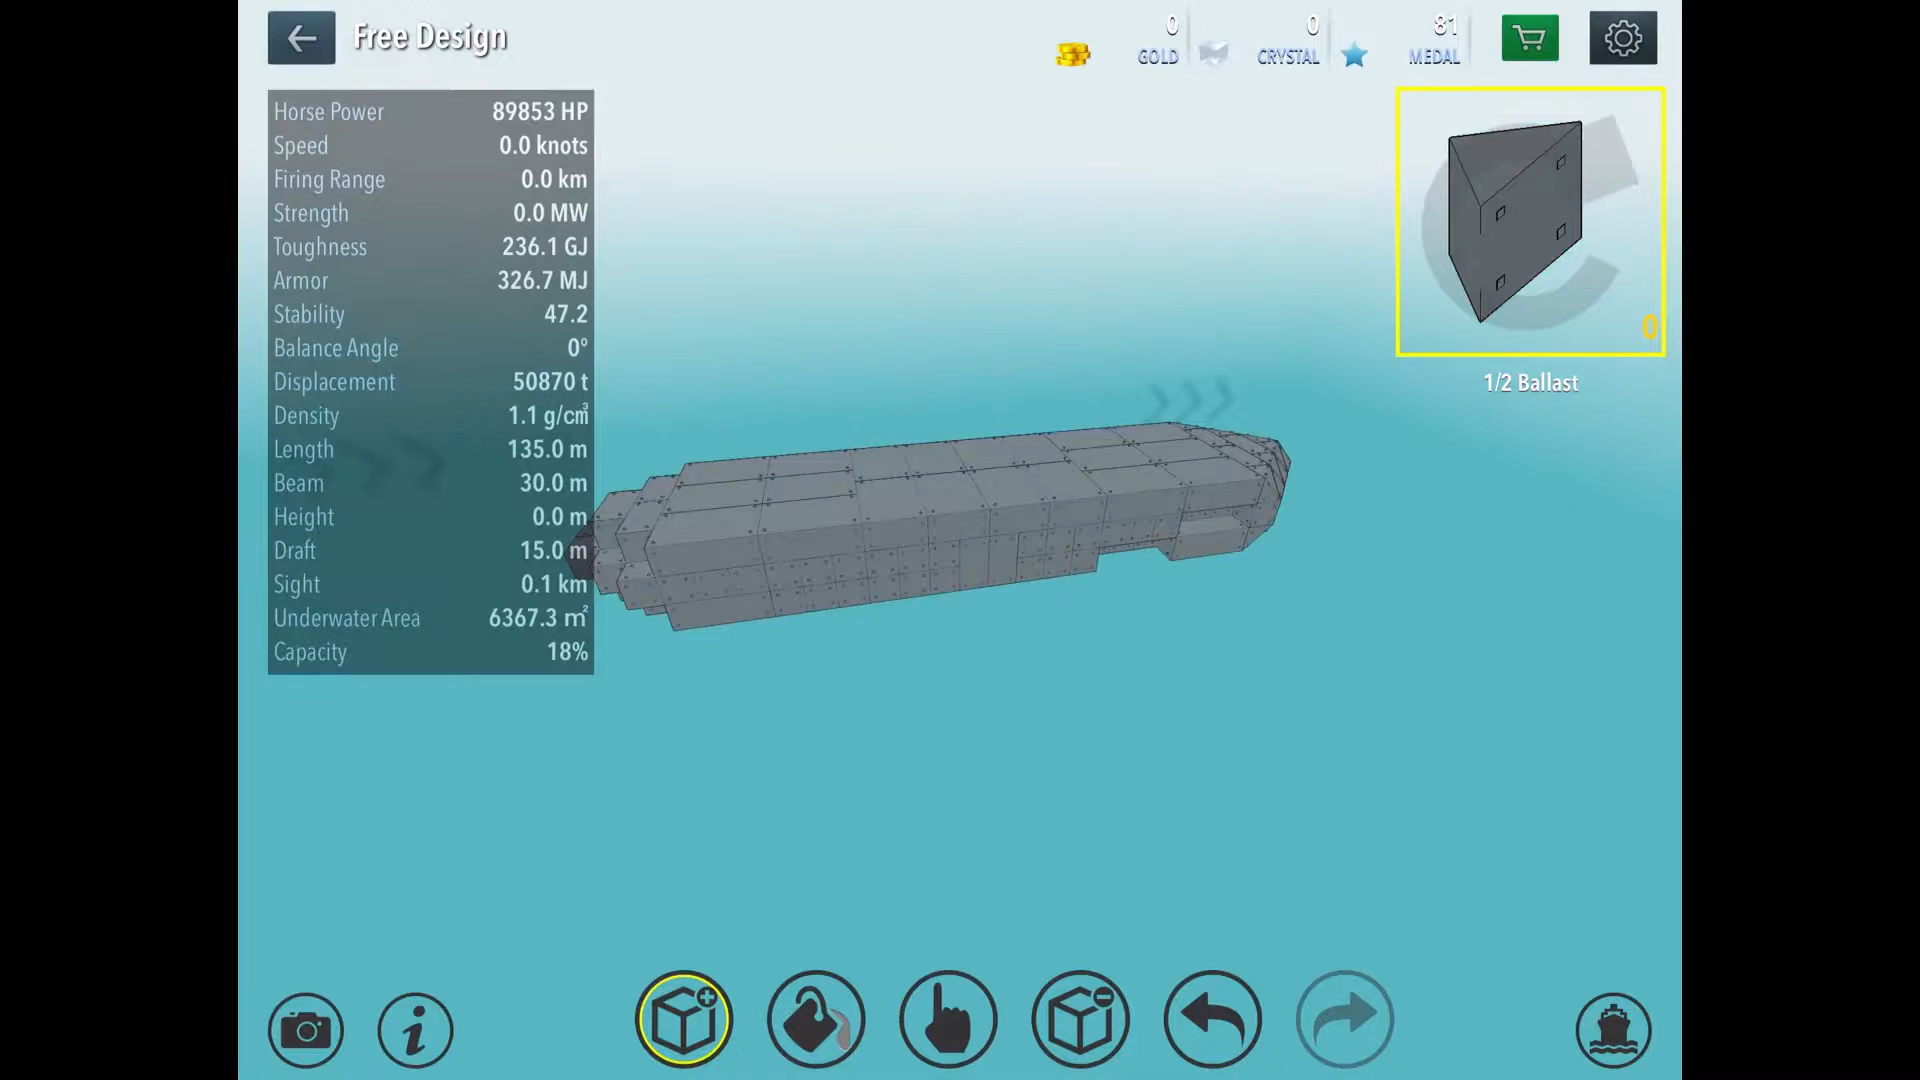 Free Design
0
GOLD
0
CRYSTAL
81
MEDAL
Horse Power 89853 HP
Speed 0.0 knots
Firing Range 0.0 km
Strength 0.0 MW
Toughness 236.1 GJ
Armor 326.7 MJ
Stability 47.2
Balance Angle 0°
Displacement 50870 t
Density 1.1 g/cm³
Length 135.0 m
Beam 30.0 m
Height 0.0 m
Draft 15.0 m
Sight 0.1 km
Underwater Area 6367.3 m²
Capacity 18%
0
1/2 Ballast